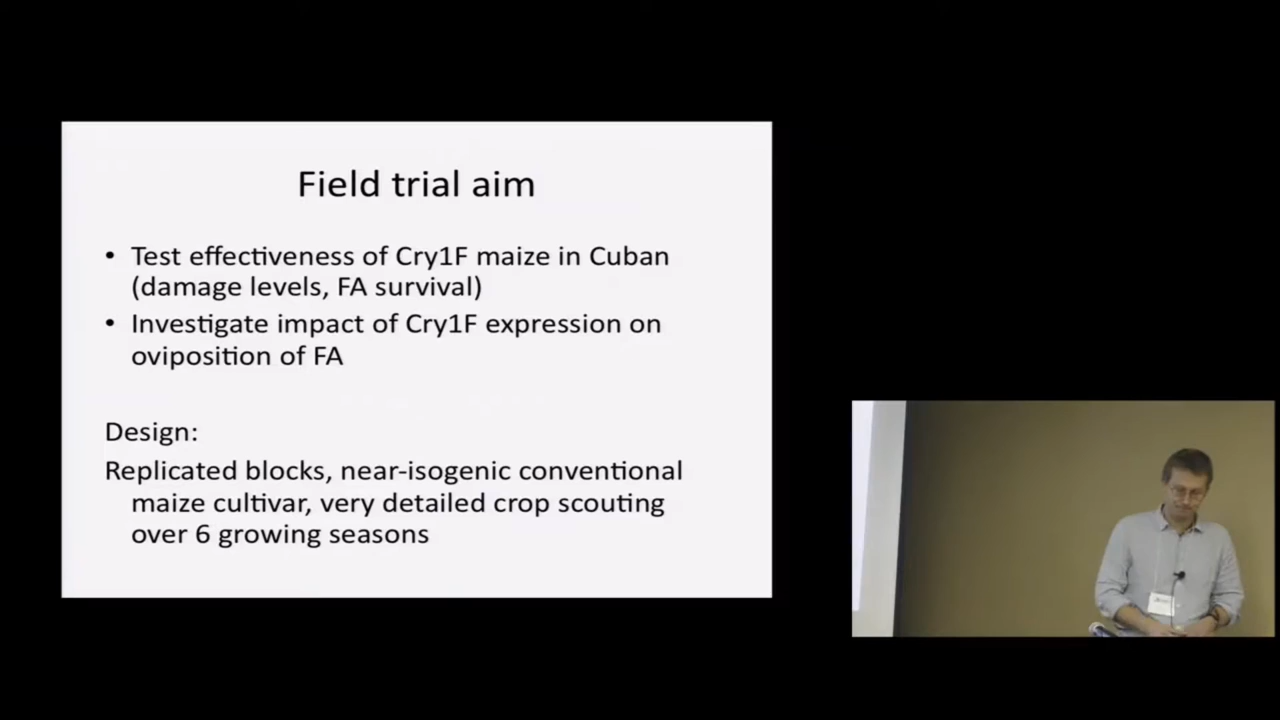 Field trial aim
• Test effectiveness of Cry1F maize in Cuban
(damage levels, FA survival)
• Investigate impact of Cry1F expression on
oviposition of FA
Design:
Replicated blocks, near-isogenic conventional
maize cultivar, very detailed crop scouting
over 6 growing seasons